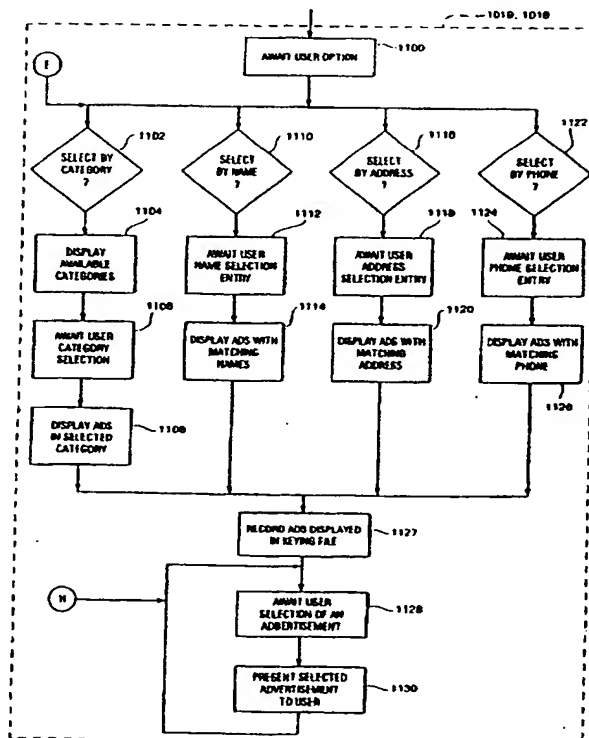 1019, 1018
AWAIT USER OPTION
1100
F
SELECT BY CATEGORY ?
1102
SELECT BY NAME ?
1110
SELECT BY ADDRESS ?
1116
SELECT BY PHONE ?
1122
DISPLAY AVAILABLE CATEGORIES
1104
AWAIT USER NAME SELECTION ENTRY
1112
AWAIT USER ADDRESS SELECTION ENTRY
1118
AWAIT USER PHONE SELECTION ENTRY
1124
AWAIT USER CATEGORY SELECTION
1106
DISPLAY ADS WITH MATCHING NAMES
1114
DISPLAY ADS WITH MATCHING ADDRESS
1120
DISPLAY ADS WITH MATCHING PHONE
1126
DISPLAY ADS IN SELECTED CATEGORY
1108
RECORD ADS DISPLAYED IN KEYING FILE
1127
H
AWAIT USER SELECTION OF AN ADVERTISEMENT
1128
PRESENT SELECTED ADVERTISEMENT TO USER
1130